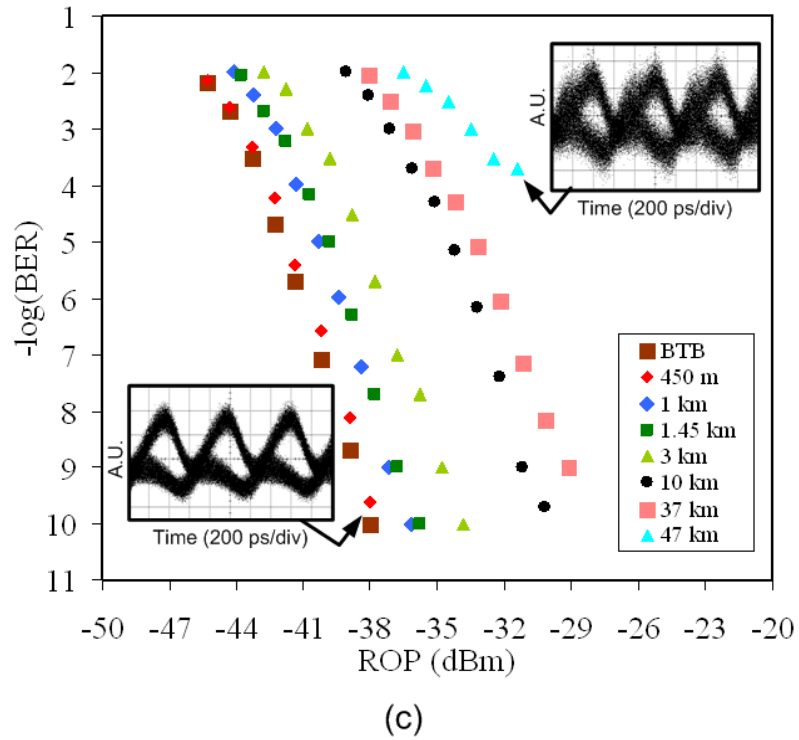 1
2
3
4
5
6
7
8
9
10
11
-log(BER)
A.U.
Time (200 ps/div)
A.U.
Time (200 ps/div)
BTB
450 m
1 km
1.45 km
3 km
10 km
37 km
47 km
-50 -47 -44 -41 -38 -35 -32 -29 -26 -23 -20
ROP (dBm)
(c)